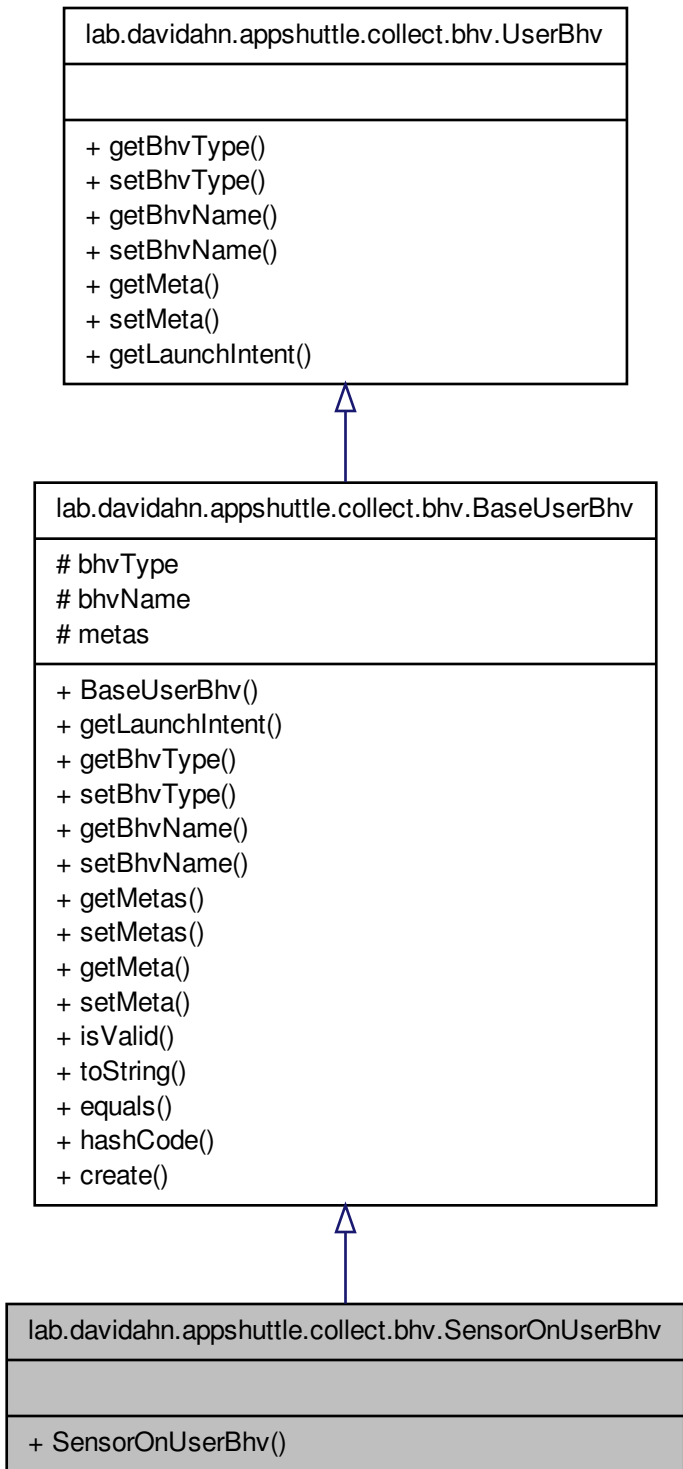 lab.davidahn.appshuttle.collect.bhv.UserBhv
+ getBhvType()
+ setBhvType()
+ getBhvName()
+ setBhvName()
+ getMeta()
+ setMeta()
+ getLaunchIntent()
lab.davidahn.appshuttle.collect.bhv.BaseUserBhv
# bhvType
# bhvName
# metas
+ BaseUserBhv()
+ getLaunchIntent()
+ getBhvType()
+ setBhvType()
+ getBhvName()
+ setBhvName()
+ getMetas()
+ setMetas()
+ getMeta()
+ setMeta()
+ isValid()
+ toString()
+ equals()
+ hashCode()
+ create()
lab.davidahn.appshuttle.collect.bhv.SensorOnUserBhv
+ SensorOnUserBhv()